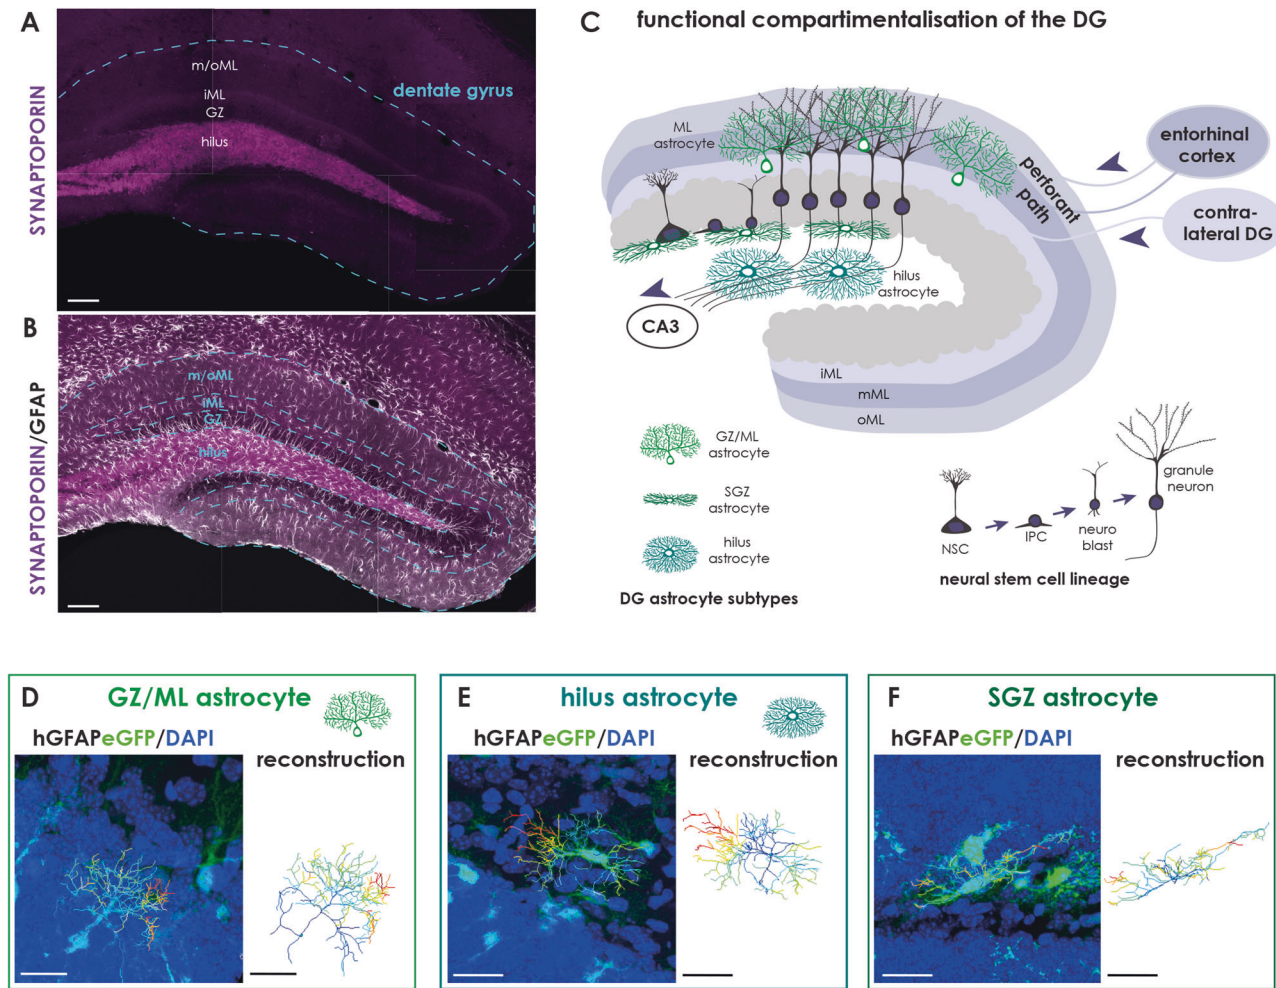 A
SYNAPTOPORIN
m/oML
iML
GZ
hilus
dentate gyrus
B
SYNAPTOPORIN/GFAP
m/oML
iML
GZ
hilus
C
functional compartimentalisation of the DG
ML
astrocyte
perforant
path
entorhinal
cortex
contra-
lateral DG
hilus
astrocyte
CA3
iML
mML
oML
GZ/ML
astrocyte
SGZ
astrocyte
hilus
astrocyte
DG astrocyte subtypes
NSC
IPC
neuro
blast
granule
neuron
neural stem cell lineage
D
GZ/ML astrocyte
hGFAPeGFP/DAPI
reconstruction
E
hilus astrocyte
hGFAPeGFP/DAPI
reconstruction
F
SGZ astrocyte
hGFAPeGFP/DAPI
reconstruction